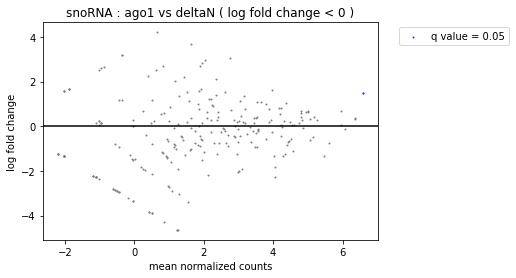 snoRNA : ago1 vs deltaN ( log fold change < 0 )
q value = 0.05
log fold change
4
2
0
−2
−4
−2
0
2
4
6
mean normalized counts